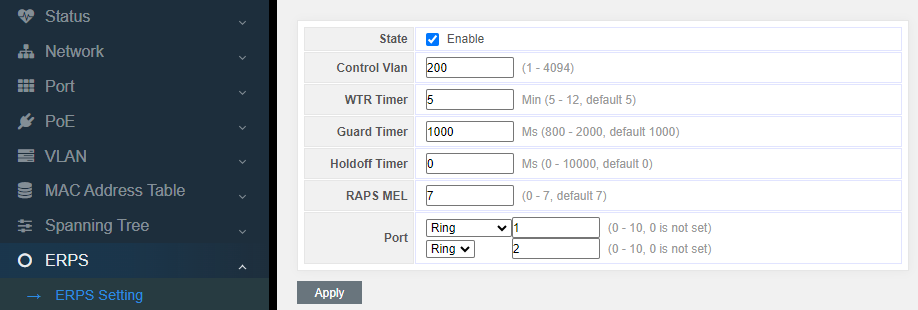 Status
Network
Port
PoE
VLAN
MAC Address Table
Spanning Tree
ERPS
ERPS Setting
State Enable
Control Vlan 200 (1 - 4094)
WTR Timer 5 Min (5 - 12, default 5)
Guard Timer 1000 Ms (800 - 2000, default 1000)
Holdoff Timer 0 Ms (0 - 10000, default 0)
RAPS MEL 7 (0 - 7, default 7)
Port
Ring 1 (0 - 10, 0 is not set)
Ring 2 (0 - 10, 0 is not set)
Apply